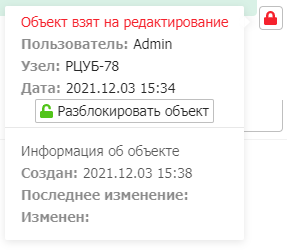 Объект взят на редактирование
Пользователь: Admin
Узел: РЦУБ-78
Дата: 2021.12.03 15:34
Разблокировать объект
Информация об объекте
Создан: 2021.12.03 15:38
Последнее изменение:
Изменен: